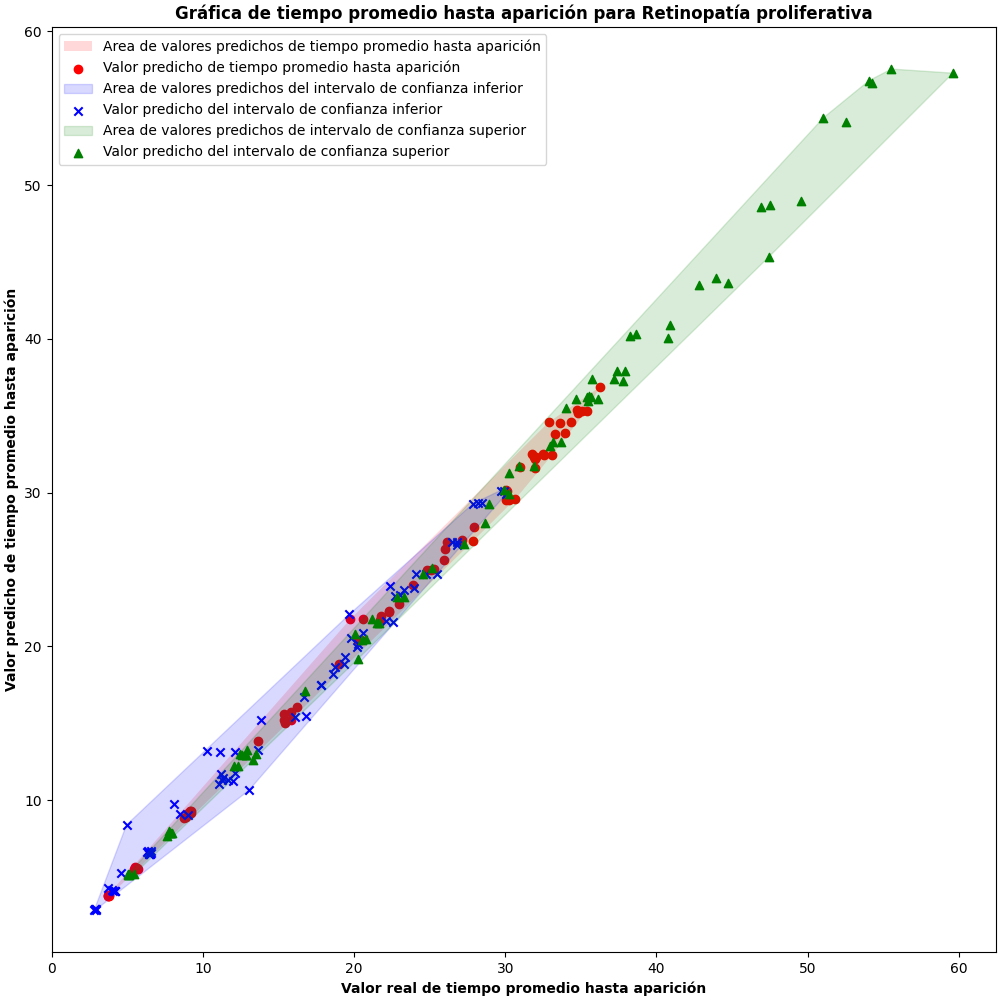 Gráfica de tiempo promedio hasta aparición para Retinopatía proliferativa
Area de valores predichos de tiempo promedio hasta aparición
Valor predicho de tiempo promedio hasta aparición
Area de valores predichos del intervalo de confianza inferior
Valor predicho del intervalo de confianza inferior
Area de valores predichos de intervalo de confianza superior
Valor predicho del intervalo de confianza superior
Valor predicho de tiempo promedio hasta aparición
60
50
40
30
20
10
0 10 20 30 40 50 60
Valor real de tiempo promedio hasta aparición